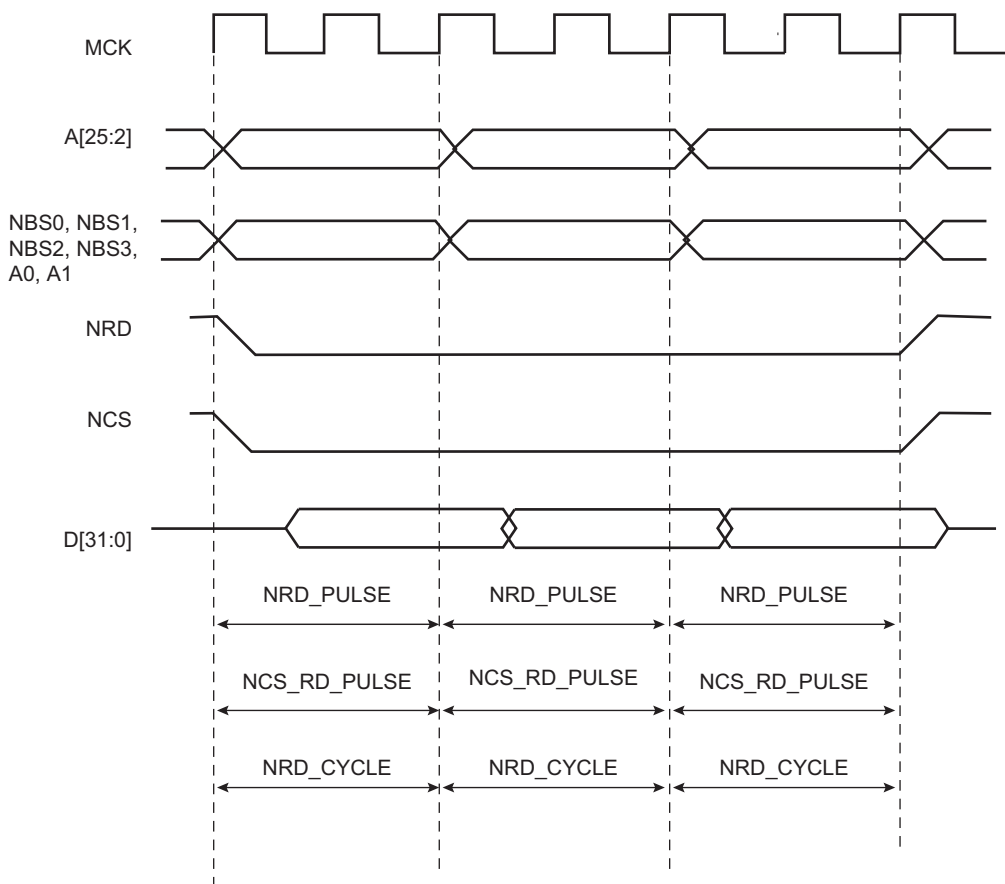 MCK
A[25:2]
NBS0, NBS1,
NBS2, NBS3,
A0, A1
NRD
NCS
D[31:0]
NRD_PULSE NRD_PULSE NRD_PULSE
NCS_RD_PULSE NCS_RD_PULSE NCS_RD_PULSE
NRD_CYCLE NRD_CYCLE NRD_CYCLE